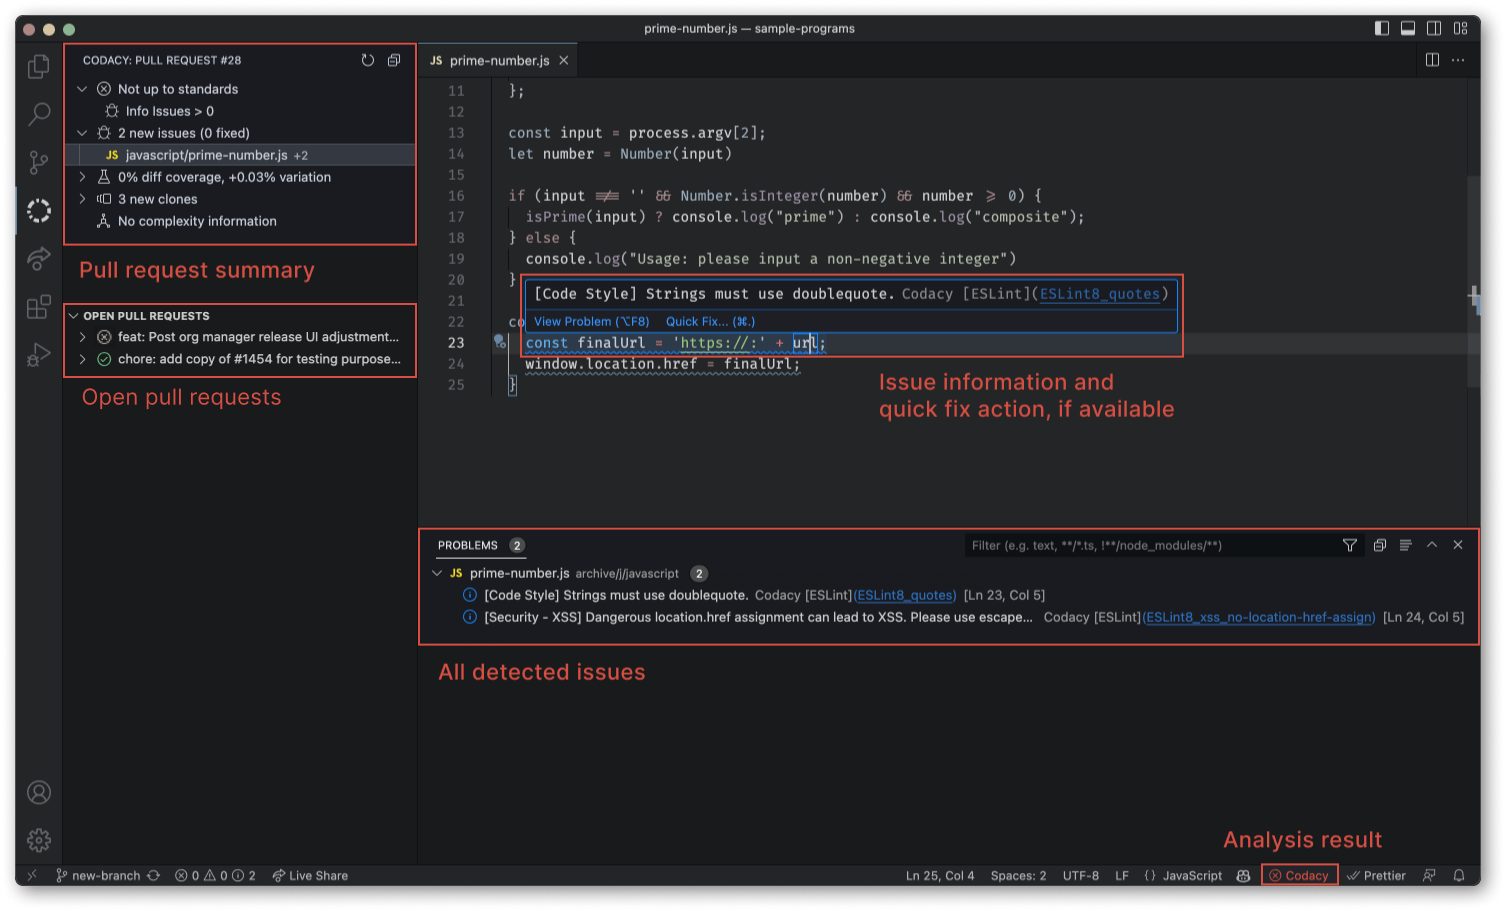 prime-number.js — sample-programs
CODACY: PULL REQUEST #28
Not up to standards
Info Issues > 0
2 new issues (0 fixed)
JS javascript/prime-number.js +2
0% diff coverage, +0.03% variation
3 new clones
No complexity information
Pull request summary
OPEN PULL REQUESTS
feat: Post org manager release UI adjustment...
chore: add copy of #1454 for testing purpose...
Open pull requests
JS prime-number.js
11 };
12
13 const input = process.argv[2];
14 let number = Number(input)
15
16 if (input !== '' && Number.isInteger(number) && number >= 0) {
17 isPrime(input) ? console.log("prime") : console.log("composite");
18 } else {
19 console.log("Usage: please input a non-negative integer")
20 }
21
[Code Style] Strings must use doublequote. Codacy [ESLint](ESLint8_quotes)
View Problem (⌥F8) Quick Fix... (⌘.)
22 co
23 const finalUrl = 'https://:' + url;
24 window.location.href = finalUrl;
25 }
Issue information and
quick fix action, if available
PROBLEMS 2
Filter (e.g. text, **/*.ts, !**/node_modules/**)
JS prime-number.js archive/j/javascript 2
[Code Style] Strings must use doublequote. Codacy [ESLint](ESLint8_quotes) [Ln 23, Col 5]
[Security - XSS] Dangerous location.href assignment can lead to XSS. Please use escape... Codacy [ESLint](ESLint8_xss_no-location-href-assign) [Ln 24, Col 5]
All detected issues
Analysis result
new-branch 0 0 2 Live Share Ln 25, Col 4 Spaces: 2 UTF-8 LF {} JavaScript Codacy Prettier